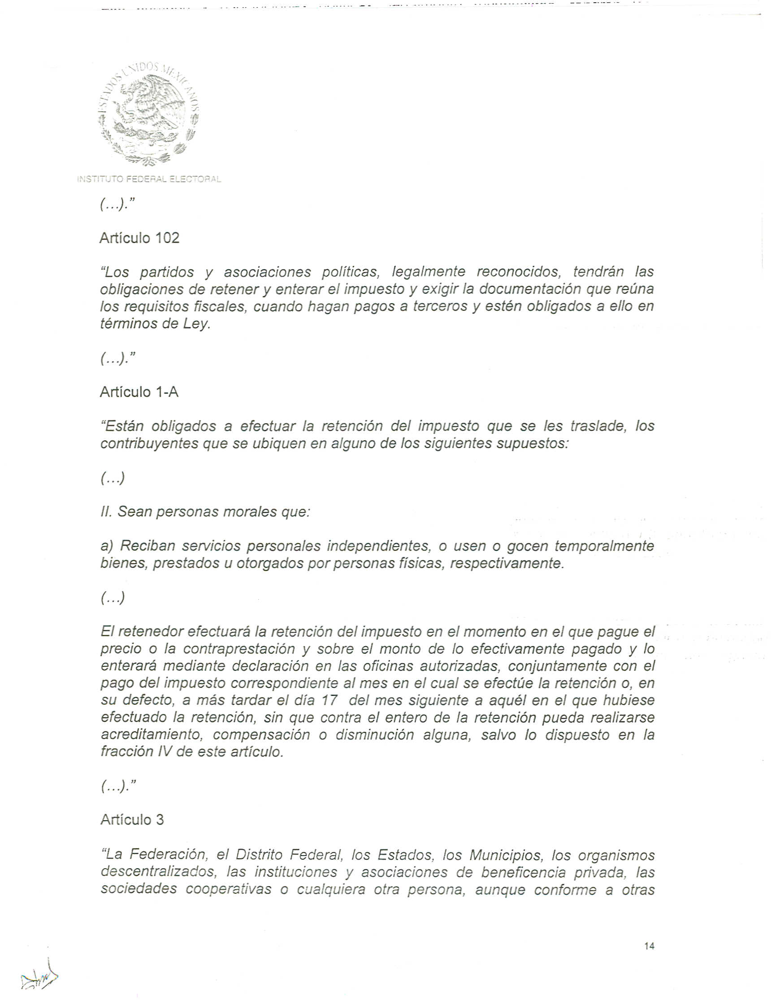 ESTADOS UNIDOS MEXICANOS
INSTITUTO FEDERAL ELECTORAL
(...)."
Artículo 102
"Los partidos y asociaciones políticas, legalmente reconocidos, tendrán las
obligaciones de retener y enterar el impuesto y exigir la documentación que reúna
los requisitos fiscales, cuando hagan pagos a terceros y estén obligados a ello en
términos de Ley.
(...)."
Artículo 1-A
"Están obligados a efectuar la retención del impuesto que se les traslade, los
contribuyentes que se ubiquen en alguno de los siguientes supuestos:
(...)
II. Sean personas morales que:
a) Reciban servicios personales independientes, o usen o gocen temporalmente
bienes, prestados u otorgados por personas físicas, respectivamente.
(...)
El retenedor efectuará la retención del impuesto en el momento en el que pague el
precio o la contraprestación y sobre el monto de lo efectivamente pagado y lo
enterará mediante declaración en las oficinas autorizadas, conjuntamente con el
pago del impuesto correspondiente al mes en el cual se efectúe la retención o, en
su defecto, a más tardar el día 17 del mes siguiente a aquél en el que hubiese
efectuado la retención, sin que contra el entero de la retención pueda realizarse
acreditamiento, compensación o disminución alguna, salvo lo dispuesto en la
fracción IV de este artículo.
(...)."
Artículo 3
"La Federación, el Distrito Federal, los Estados, los Municipios, los organismos
descentralizados, las instituciones y asociaciones de beneficencia privada, las
sociedades cooperativas o cualquiera otra persona, aunque conforme a otras
14